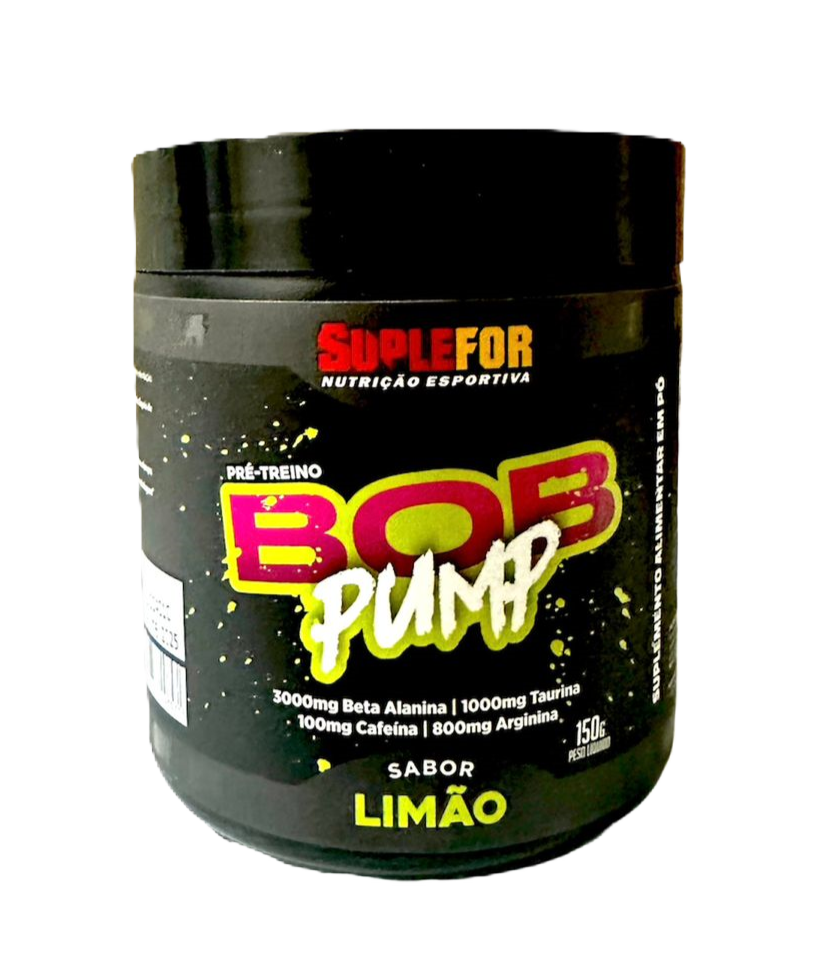 SUPLEFOR
NUTRIÇÃO ESPORTIVA
PRÉ-TREINO
BOB
PUMP
3000mg Beta Alanina | 1000mg Taurina
100mg Cafeína | 800mg Arginina
150G
PESO LÍQUIDO
SABOR
LIMÃO
SUPLEMENTO ALIMENTAR EM PÓ